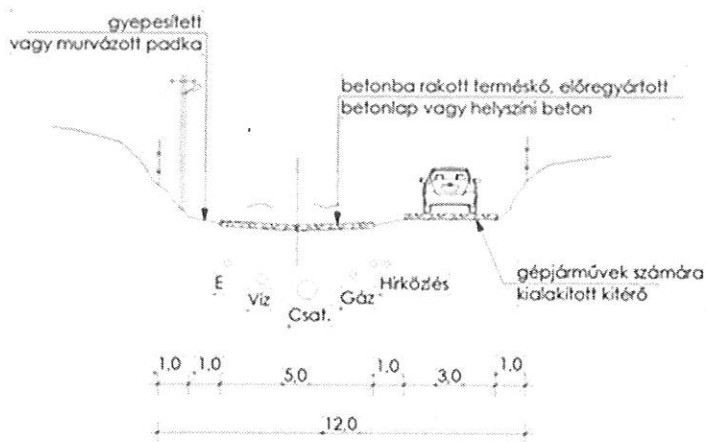 gyepesített
vagy murvázott padka
betonba rakott terméskő, előregyártott
betonlap vagy helyszíni beton
gépjárművek számára
kialakított kitérő
E
Víz
Csat.
Gáz
Hírközlés
1,0 1,0 5,0 1,0 3,0 1,0
12,0